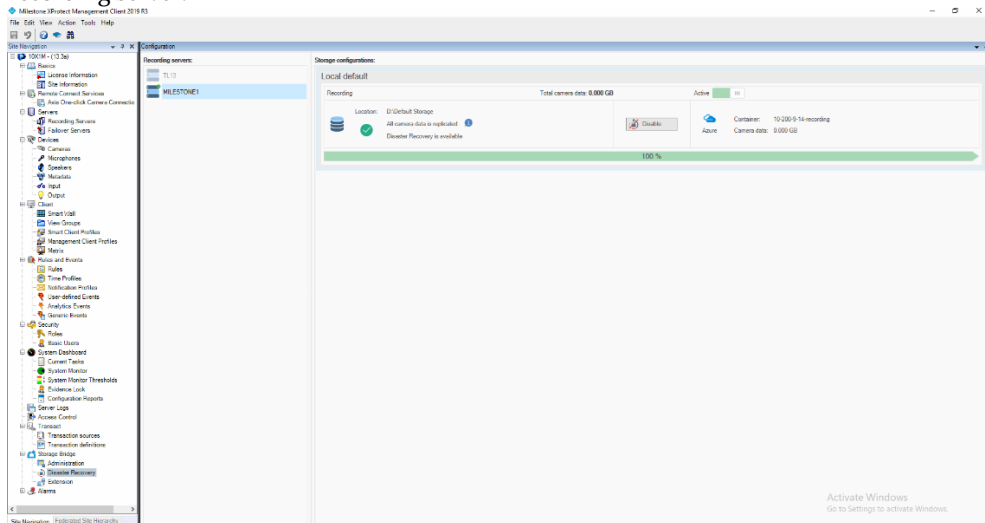 Milestone XProtect Management Client 2019 R3
File Edit View Action Tools Help
Site Navigation
Configuration
10X1M - (13.3a)
Basics
License Information
Site Information
Remote Connect Services
Axis One-click Camera Connectio
Servers
Recording Servers
Failover Servers
Devices
Cameras
Microphones
Speakers
Metadata
Input
Output
Client
Smart Wall
View Groups
Smart Client Profiles
Management Client Profiles
Matrix
Rules and Events
Rules
Time Profiles
Notification Profiles
User-defined Events
Analytics Events
Generic Events
Security
Roles
Basic Users
System Dashboard
Current Tasks
System Monitor
System Monitor Thresholds
Evidence Lock
Configuration Reports
Server Logs
Access Control
Transact
Transaction sources
Transaction definitions
Storage Bridge
Administration
Disaster Recovery
Extension
Alarms
Site Navigation Federated Site Hierarchy
Recording servers:
TL13
MILESTONE1
Storage configurations:
Local default
Recording Total camera data: 0.000 GB Active
Location: D:\Default Storage
All camera data is replicated
Disaster Recovery is available
Disable
Azure
Container: 10-200-9-14-recording
Camera data: 0.000 GB
100 %
Activate Windows
Go to Settings to activate Windows.